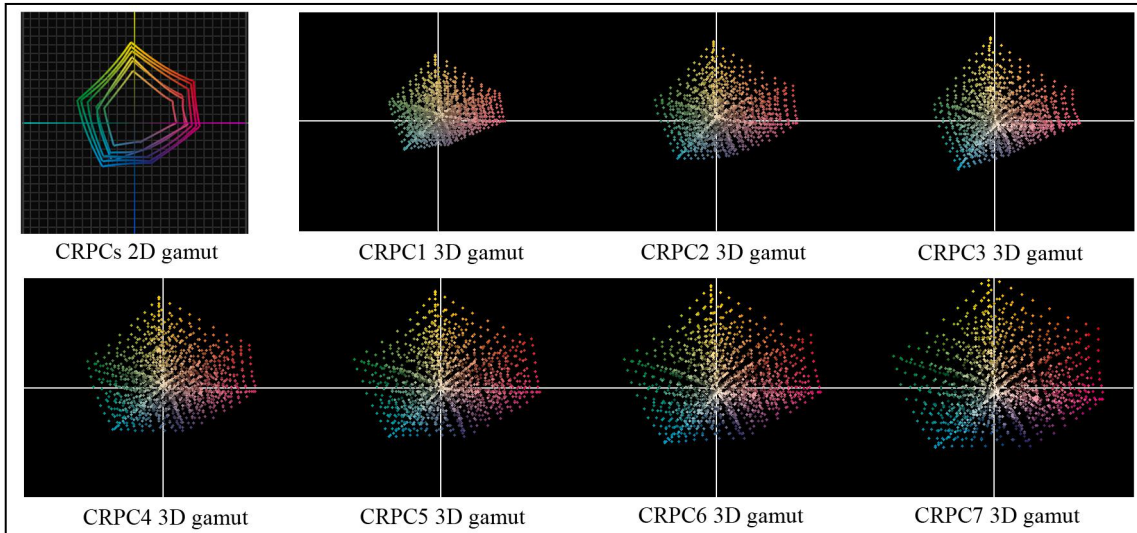 CRPCs 2D gamut
CRPC1 3D gamut
CRPC2 3D gamut
CRPC3 3D gamut
CRPC4 3D gamut
CRPC5 3D gamut
CRPC6 3D gamut
CRPC7 3D gamut